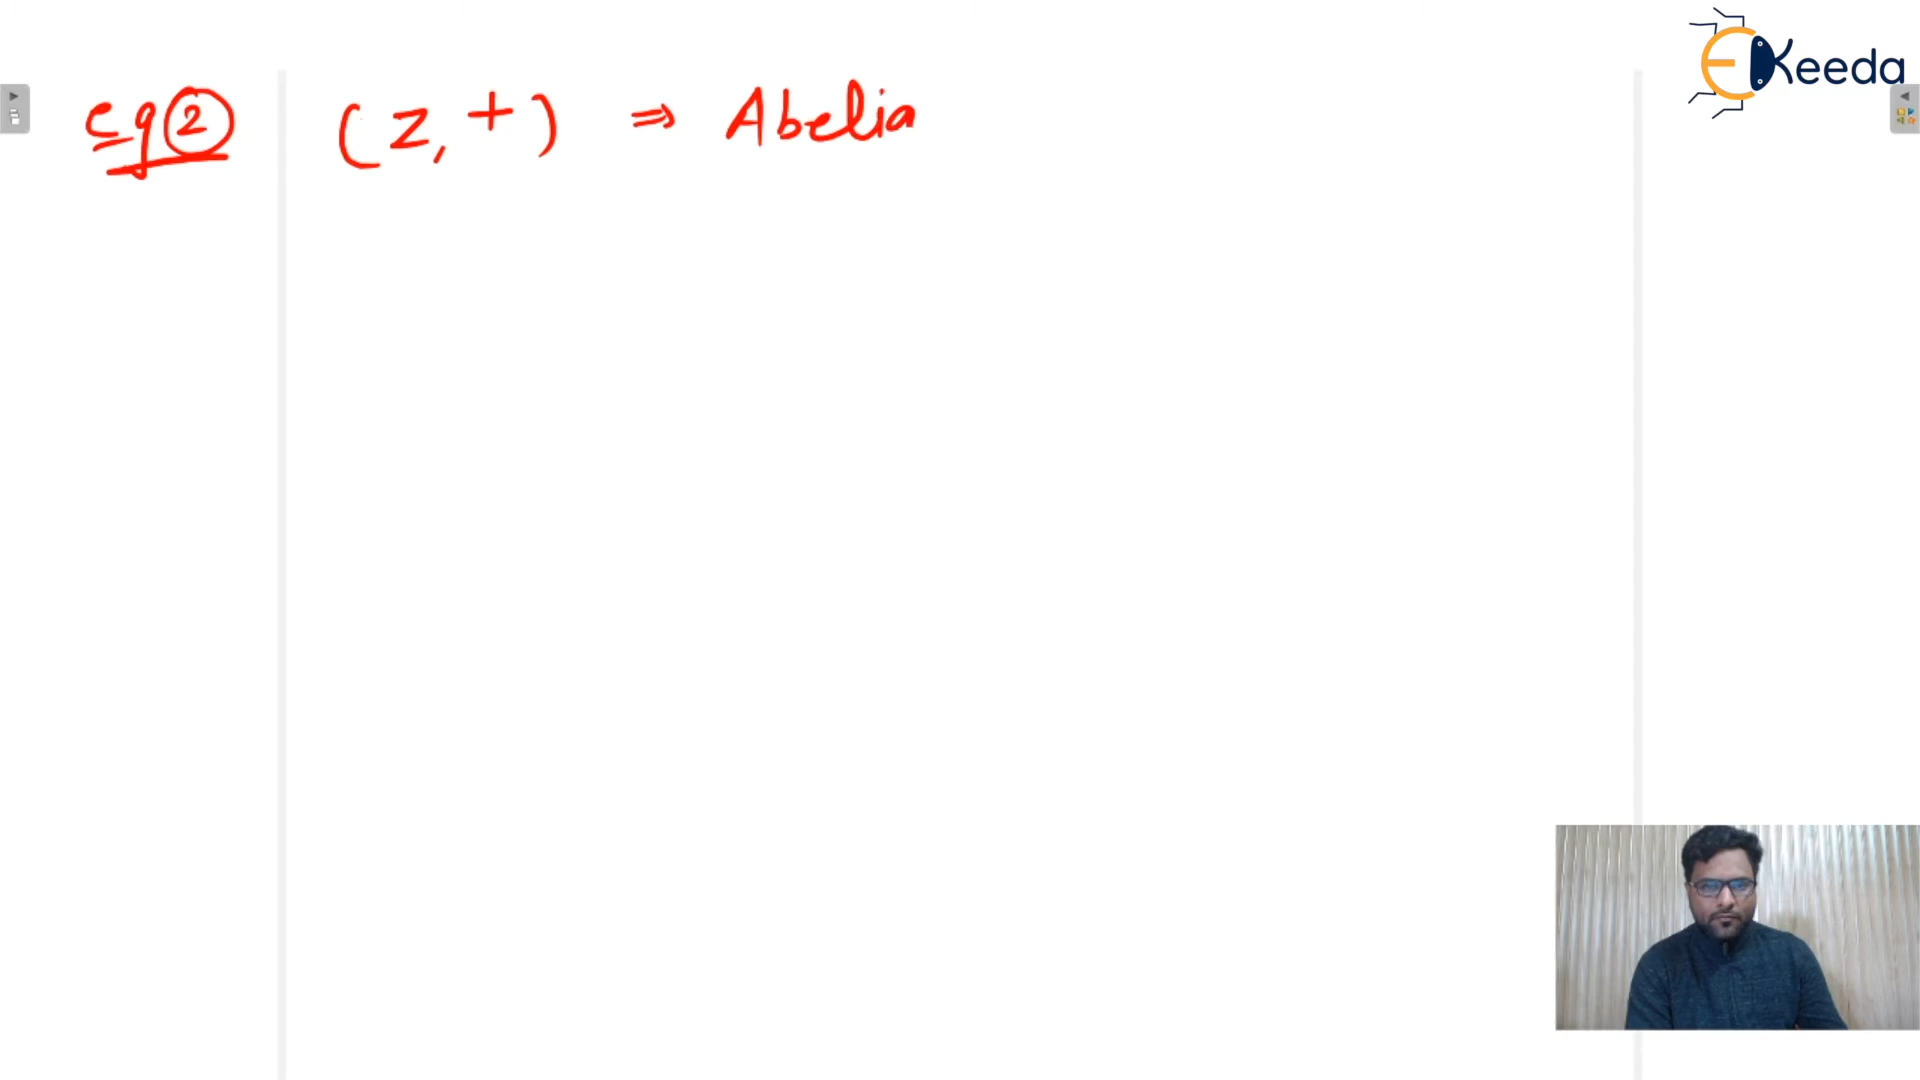 EKeeda
eg ② (Z, +) ⇒ Abelia